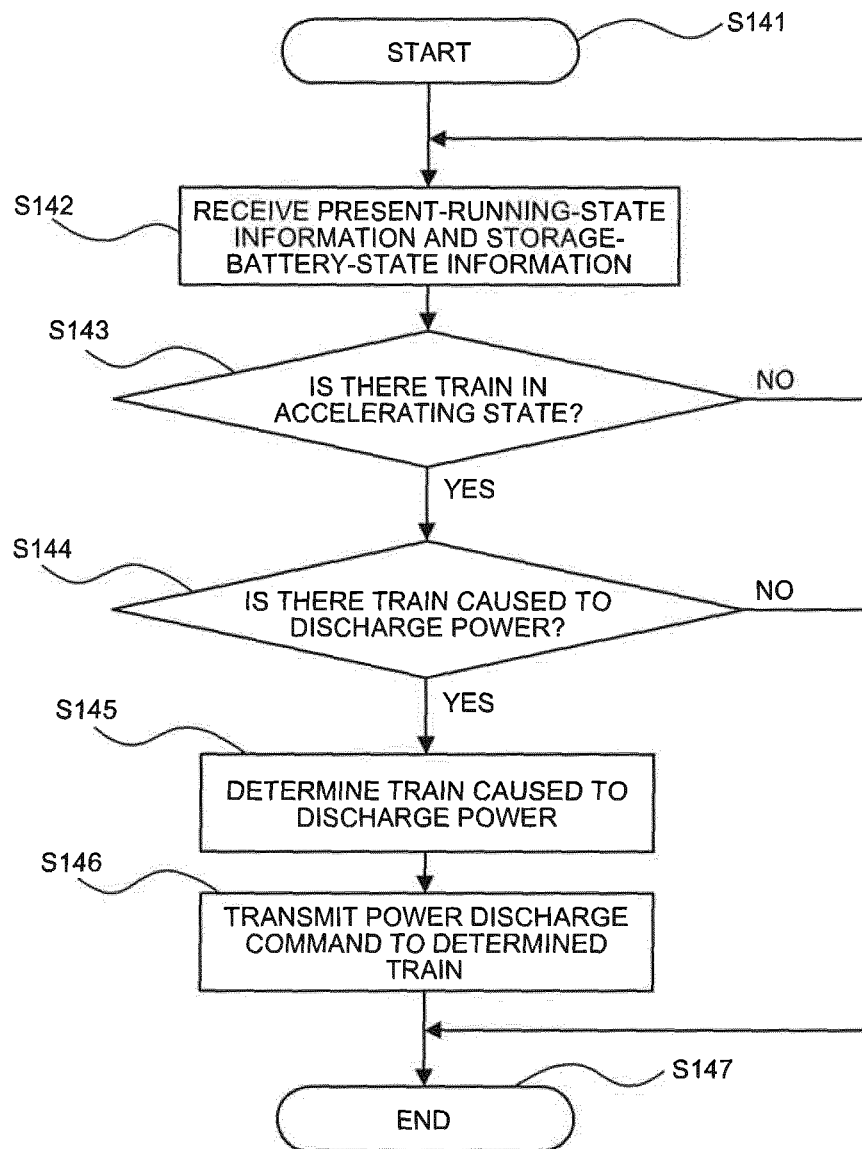 START
S141
S142
RECEIVE PRESENT-RUNNING-STATE
INFORMATION AND STORAGE-
BATTERY-STATE INFORMATION
S143
IS THERE TRAIN IN
ACCELERATING STATE?
NO
YES
S144
IS THERE TRAIN CAUSED TO
DISCHARGE POWER?
NO
YES
S145
DETERMINE TRAIN CAUSED TO
DISCHARGE POWER
S146
TRANSMIT POWER DISCHARGE
COMMAND TO DETERMINED
TRAIN
S147
END